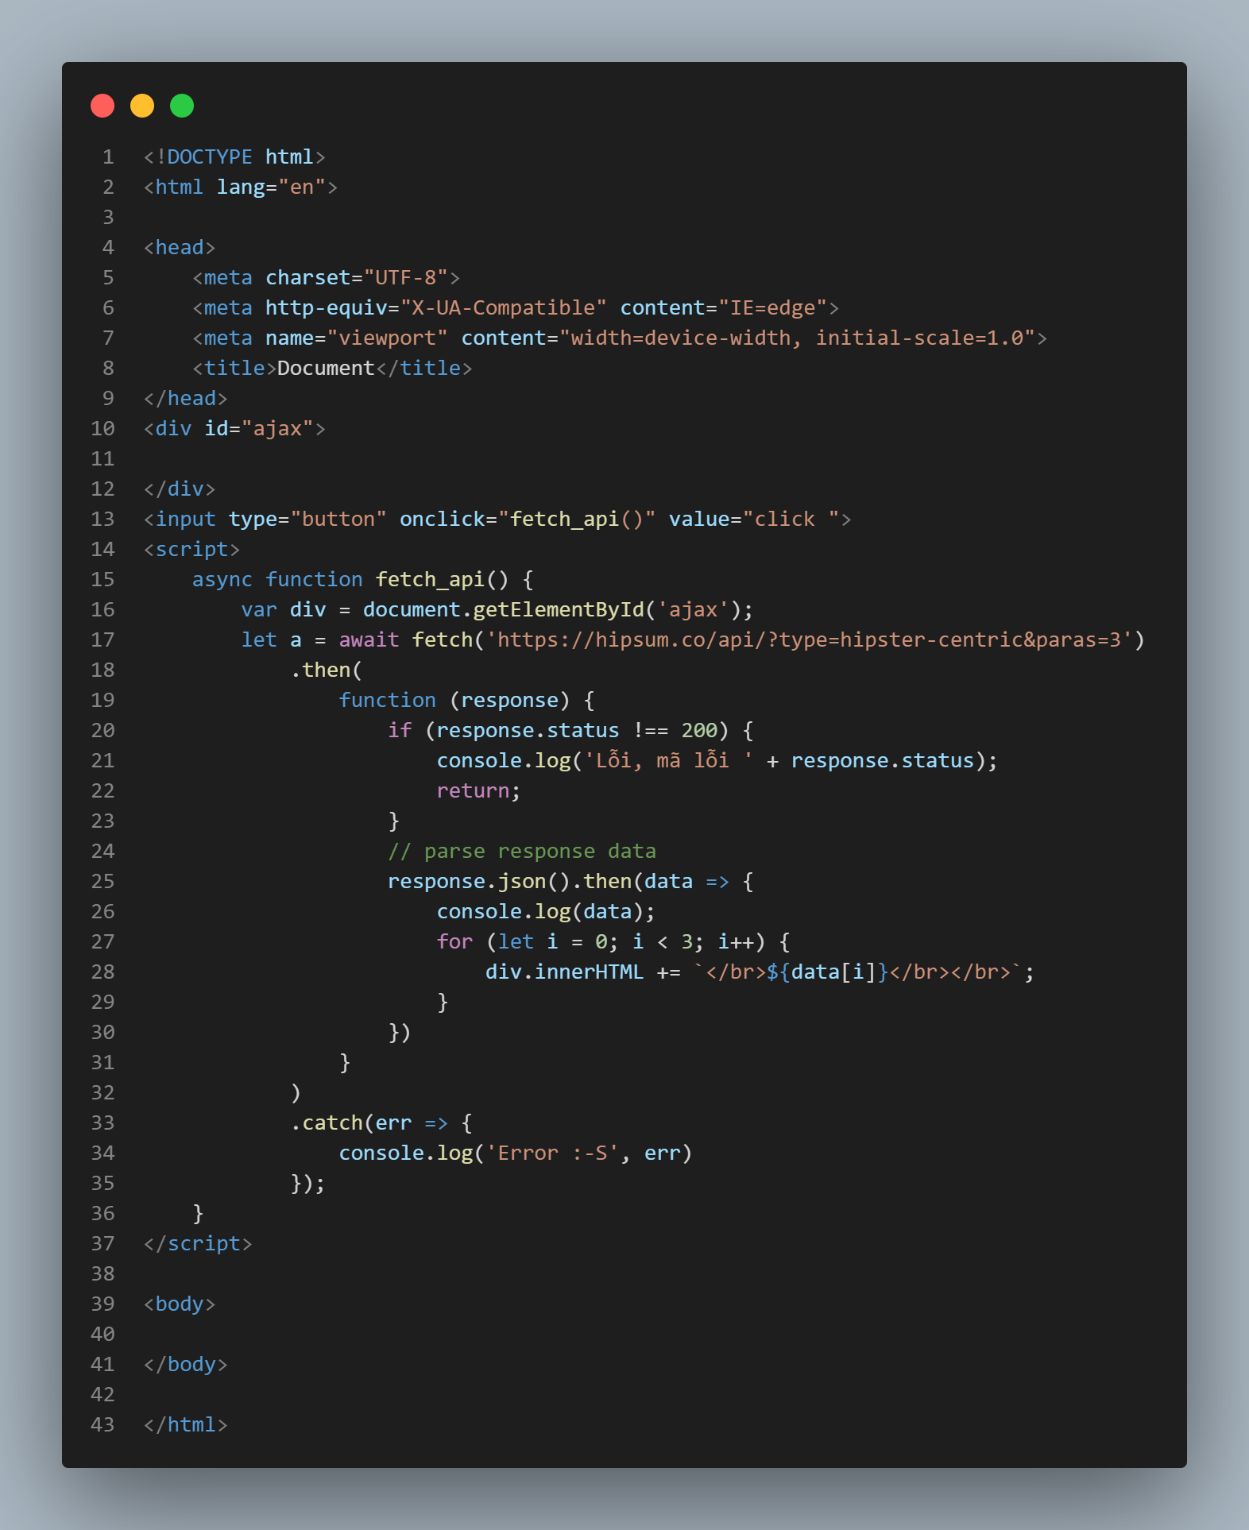 1 <!DOCTYPE html>
2 <html lang="en">
3
4 <head>
5     <meta charset="UTF-8">
6     <meta http-equiv="X-UA-Compatible" content="IE=edge">
7     <meta name="viewport" content="width=device-width, initial-scale=1.0">
8     <title>Document</title>
9 </head>
10 <div id="ajax">
11
12 </div>
13 <input type="button" onclick="fetch_api()" value="click ">
14 <script>
15     async function fetch_api() {
16         var div = document.getElementById('ajax');
17         let a = await fetch('https://hipsum.co/api/?type=hipster-centric&paras=3')
18             .then(
19                 function (response) {
20                     if (response.status !== 200) {
21                         console.log('Lỗi, mã lỗi ' + response.status);
22                         return;
23                     }
24                     // parse response data
25                     response.json().then(data => {
26                         console.log(data);
27                         for (let i = 0; i < 3; i++) {
28                             div.innerHTML += `</br>${data[i]}</br></br>`;
29                         }
30                     })
31                 }
32             )
33             .catch(err => {
34                 console.log('Error :-S', err)
35             });
36     }
37 </script>
38
39 <body>
40
41 </body>
42
43 </html>